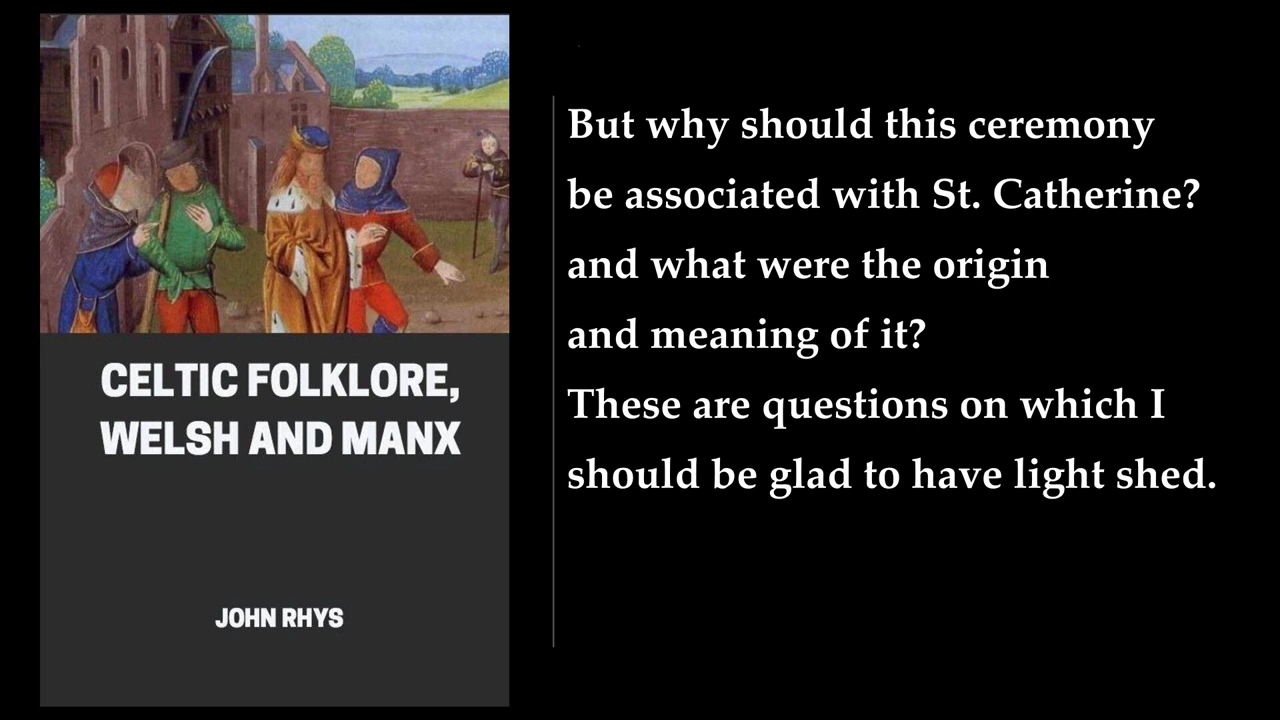 CELTIC FOLKLORE,
WELSH AND MANX
JOHN RHYS
But why should this ceremony
be associated with St. Catherine?
and what were the origin
and meaning of it?
These are questions on which I
should be glad to have light shed.